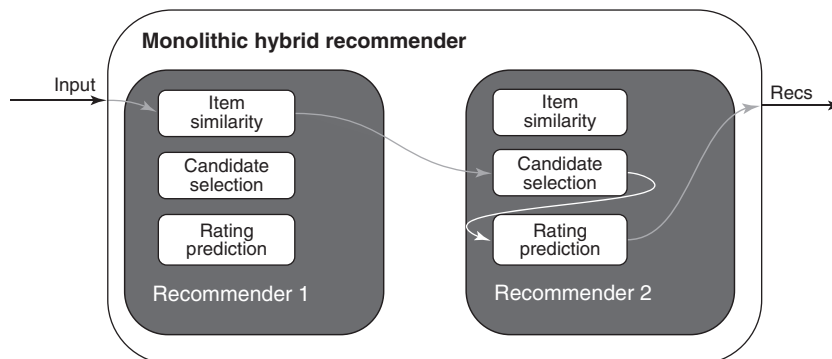 Monolithic hybrid recommender
Input
Item
similarity
Candidate
selection
Rating
prediction
Recommender 1
Item
similarity
Candidate
selection
Rating
prediction
Recommender 2
Recs